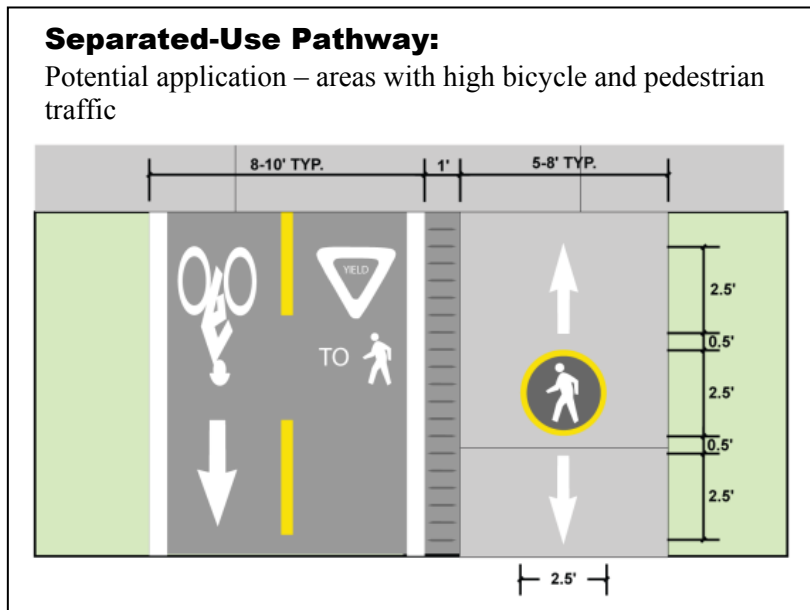 Separated-Use Pathway:
Potential application – areas with high bicycle and pedestrian
traffic
8-10' TYP.
1'
5-8' TYP.
YIELD
TO
2.5'
0.5'
2.5'
0.5'
2.5'
2.5'